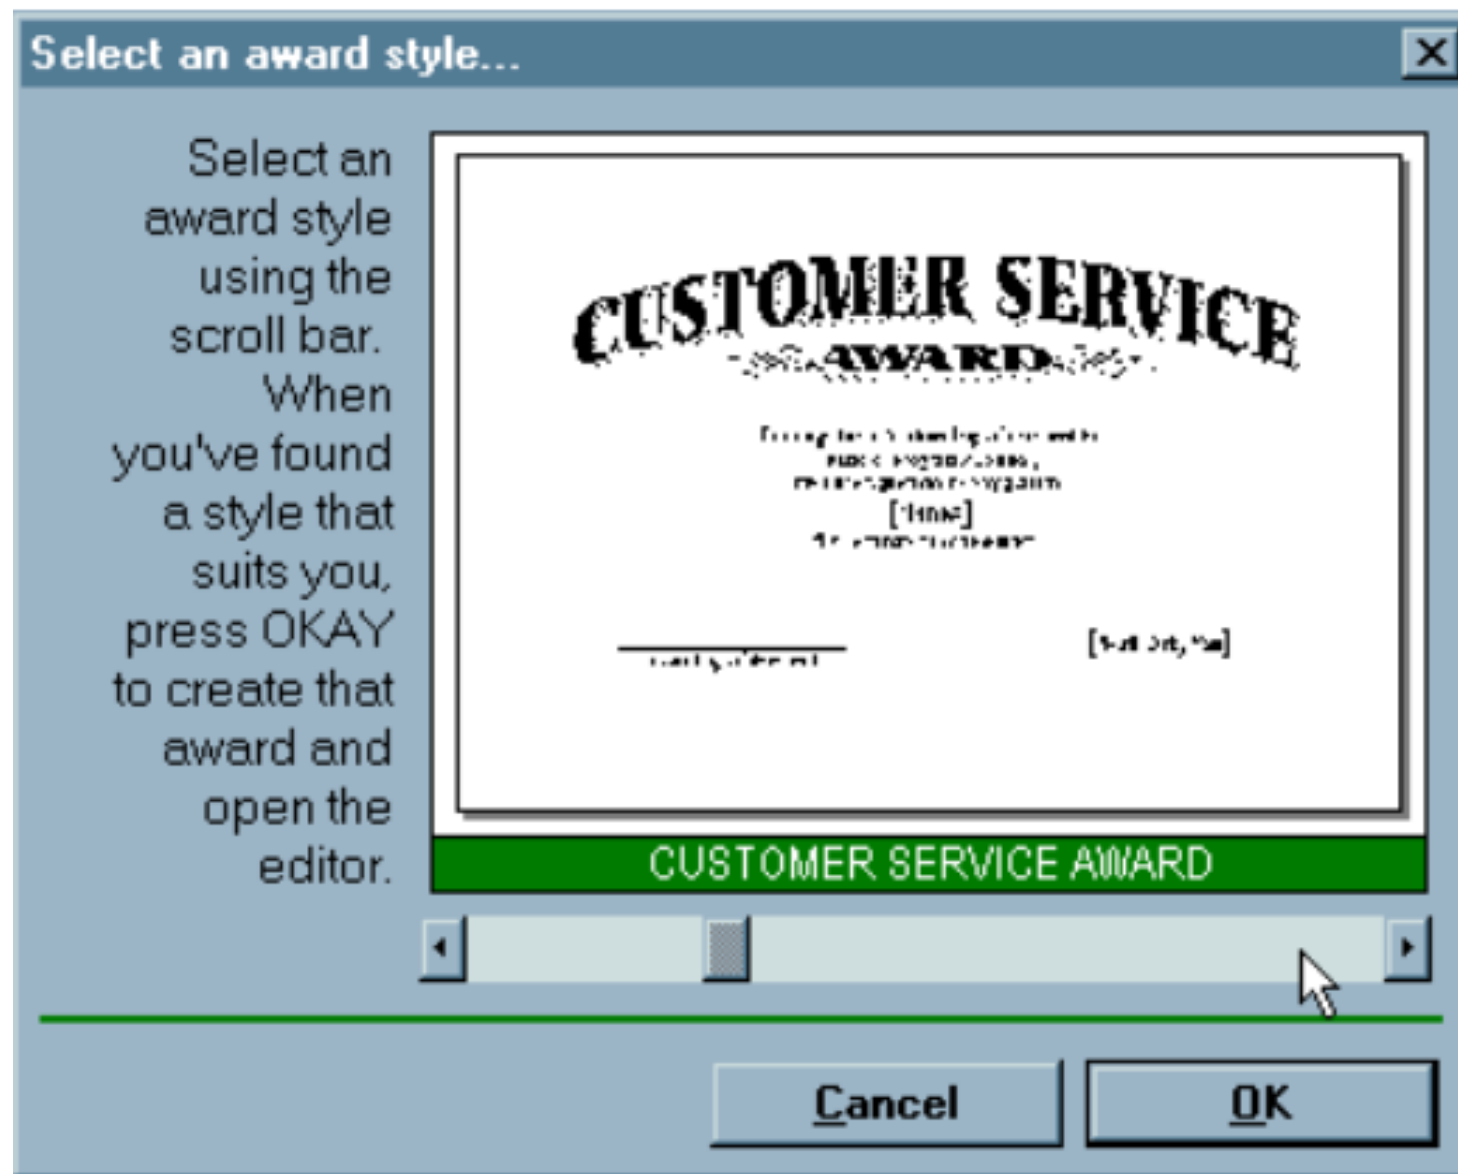 Select an award style...
Select an
award style
using the
scroll bar.
When
you've found
a style that
suits you,
press OKAY
to create that
award and
open the
editor.
CUSTOMER SERVICE
AWARD
CUSTOMER SERVICE AWARD
Cancel
OK